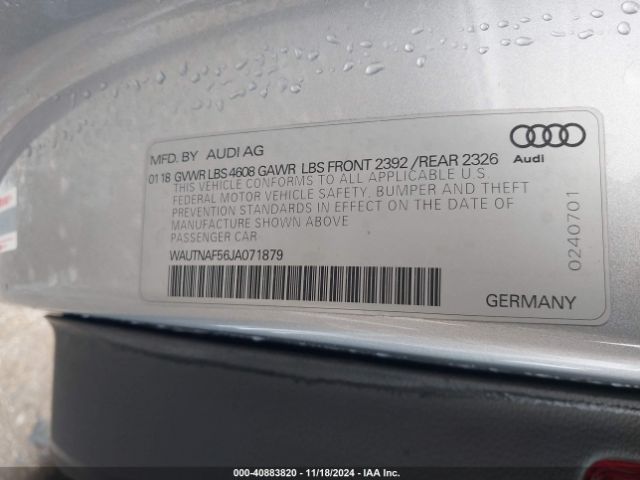 MFD.BY AUDI AG
01 18 GVWR LBS 4608 GAWR LBS FRONT 2392 /REAR 2326
THIS VEHICLE CONFORMS TO ALL APPLICABLE U.S
FEDERAL MOTOR VEHICLE SAFETY, BUMPER AND THEFT
PREVENTION STANDARDS IN EFFECT ON THE DATE OF
MANUFACTURE SHOWN ABOVE.
PASSENGER CAR
WAUTNAF56JA071879
Audi
0240701
GERMANY
000-40883820 - 11/18/2024 - IAA, Inc.